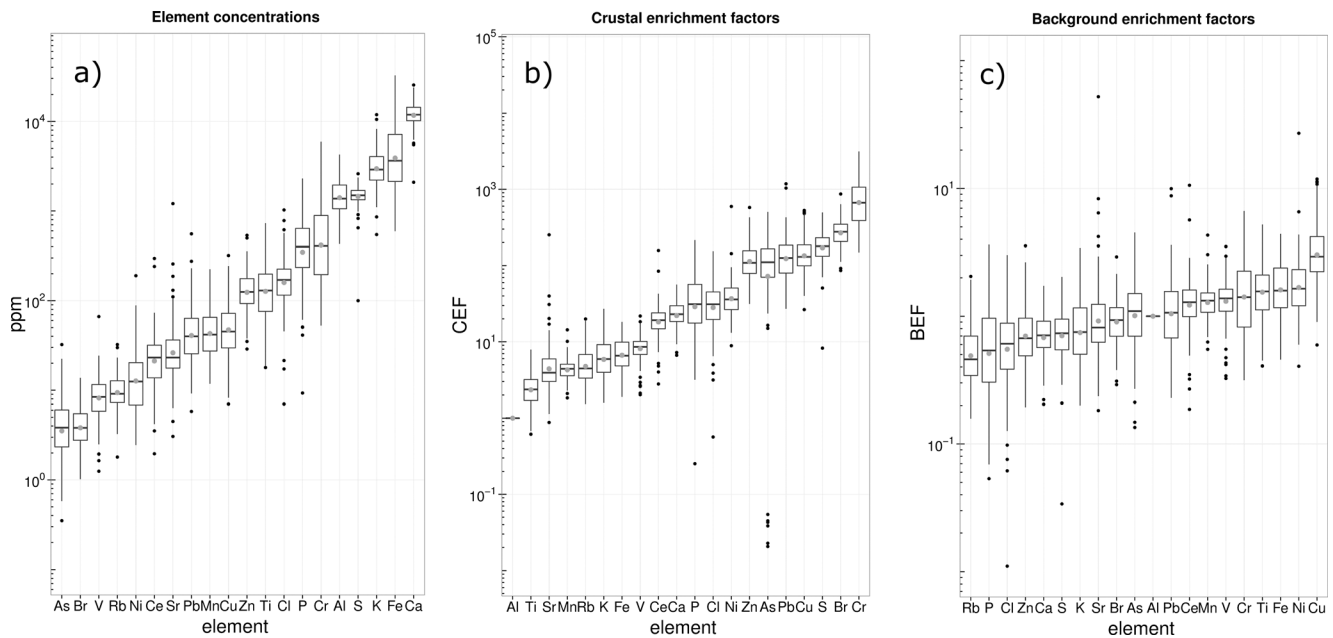 Element concentrations
a)
10⁴
10²
10⁰
ppm
As Br V Rb Ni Ce Sr Pb Mn Cu Zn Ti Cl P Cr Al S K Fe Ca
element
Crustal enrichment factors
b)
10⁵
10³
10¹
10⁻¹
CEF
Al Ti Sr Mn Rb K Fe V Ce Ca P Cl Ni Zn As Pb Cu S Br Cr
element
Background enrichment factors
c)
10¹
10⁻¹
BEF
Rb P Cl Zn Ca S K Sr Br As Al Pb Ce Mn V Cr Ti Fe Ni Cu
element